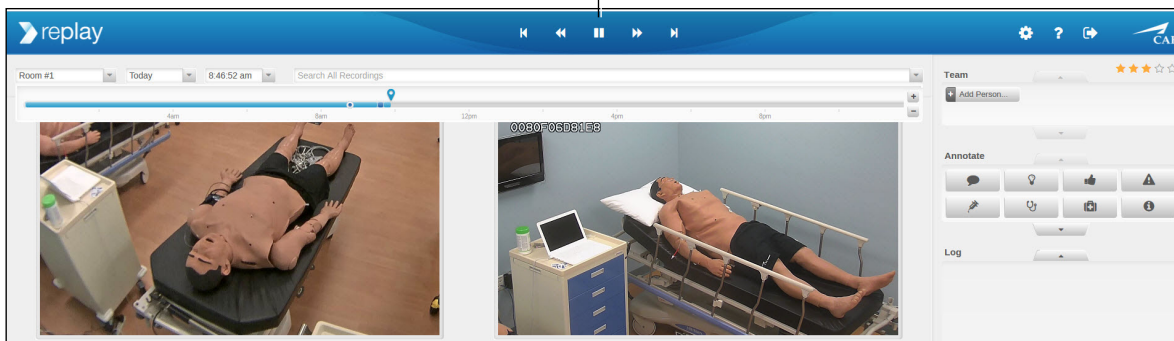 replay
CAE
Room #1
Today
8:46:52 am
Search All Recordings
4am
8am
12pm
4pm
8pm
0080F06D81E8
Team
Add Person...
Annotate
Log